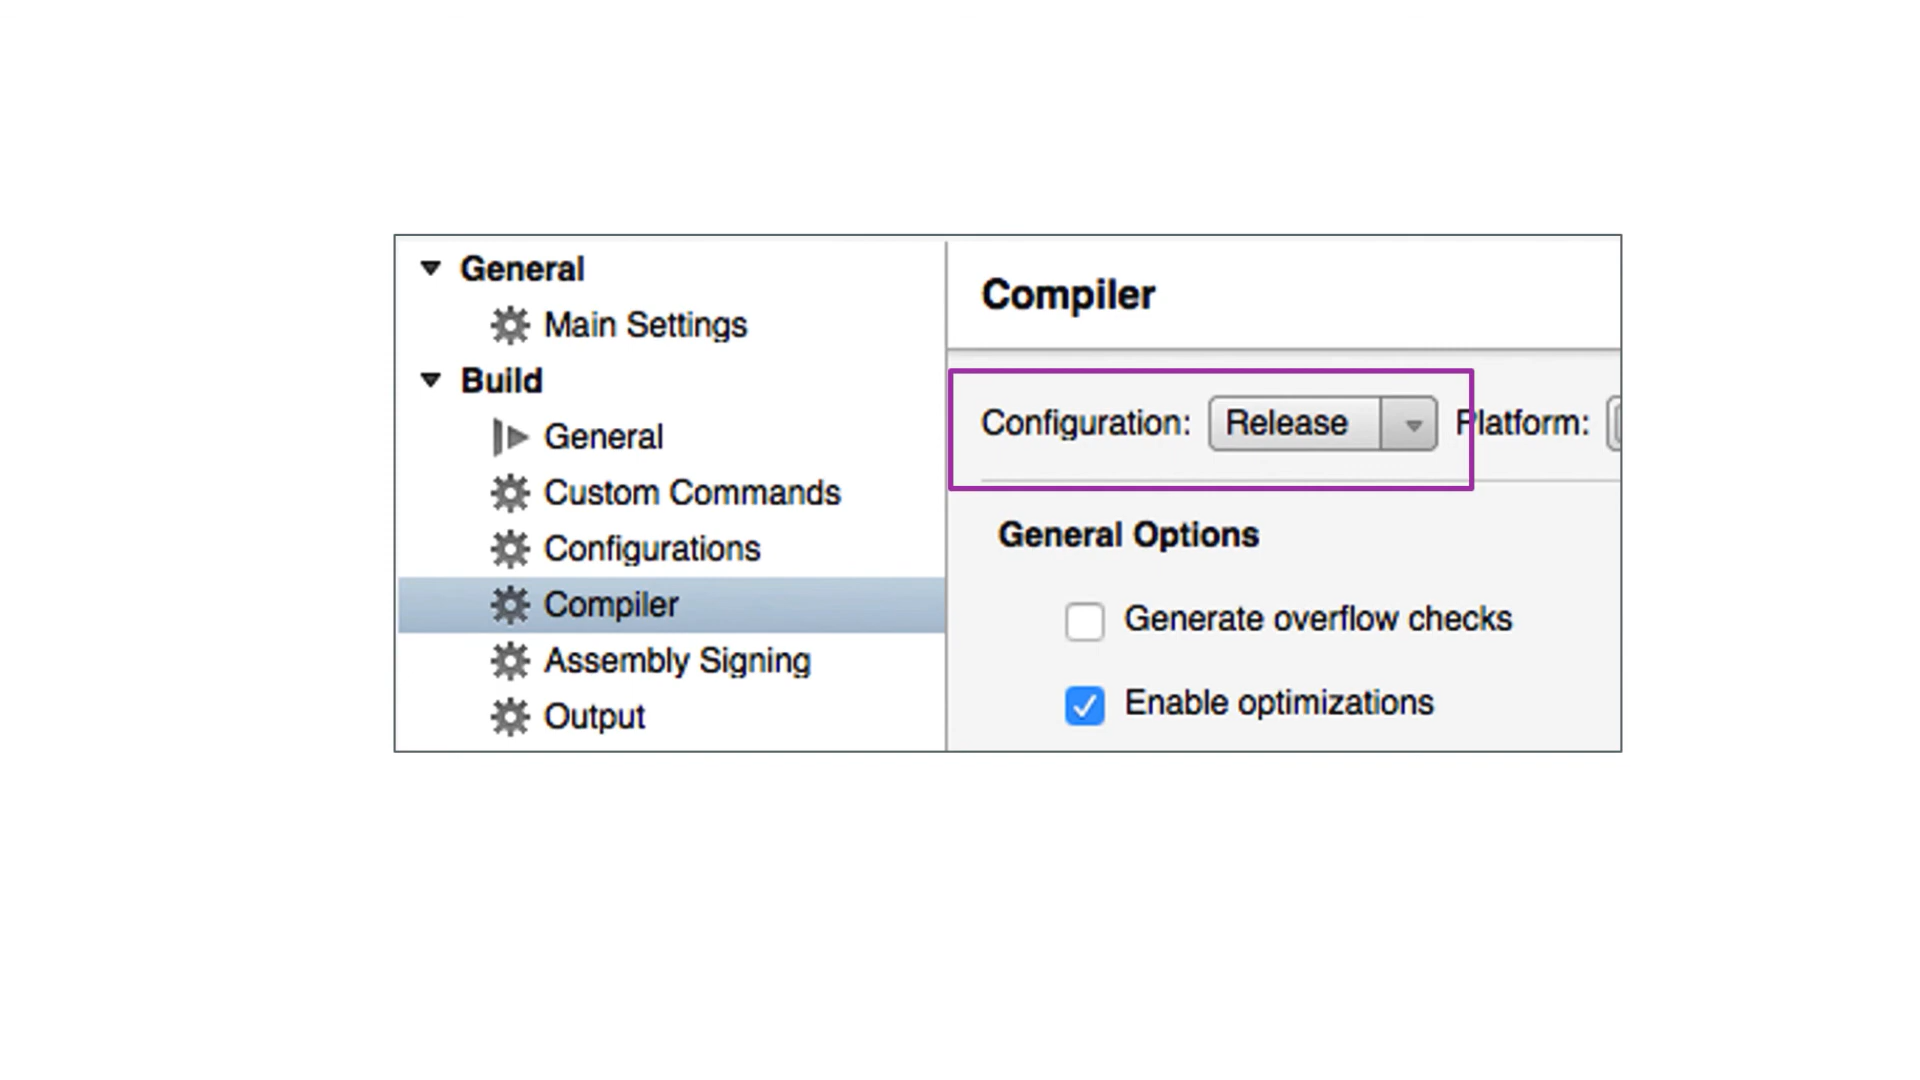 General
Main Settings
Build
General
Custom Commands
Configurations
Compiler
Assembly Signing
Output
Compiler
Configuration: Release Platform:
General Options
Generate overflow checks
Enable optimizations